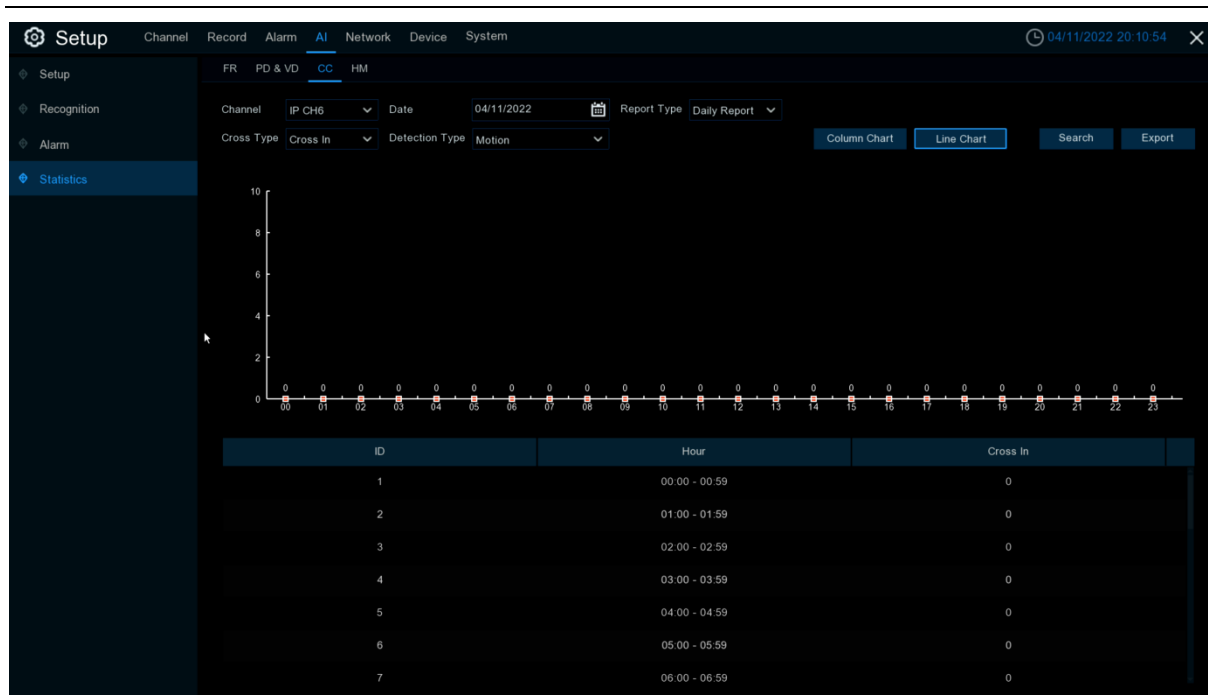 Setup Channel Record Alarm AI Network Device System 04/11/2022 20:10:54
Setup
Recognition
Alarm
Statistics
FR PD & VD CC HM
Channel IP CH6 Date 04/11/2022 Report Type Daily Report
Cross Type Cross In Detection Type Motion Column Chart Line Chart Search Export
10
8
6
4
2
0 0 0 0 0 0 0 0 0 0 0 0 0 0 0 0 0 0 0 0 0 0 0 0
0
00 01 02 03 04 05 06 07 08 09 10 11 12 13 14 15 16 17 18 19 20 21 22 23
ID Hour Cross In
1 00:00 - 00:59 0
2 01:00 - 01:59 0
3 02:00 - 02:59 0
4 03:00 - 03:59 0
5 04:00 - 04:59 0
6 05:00 - 05:59 0
7 06:00 - 06:59 0